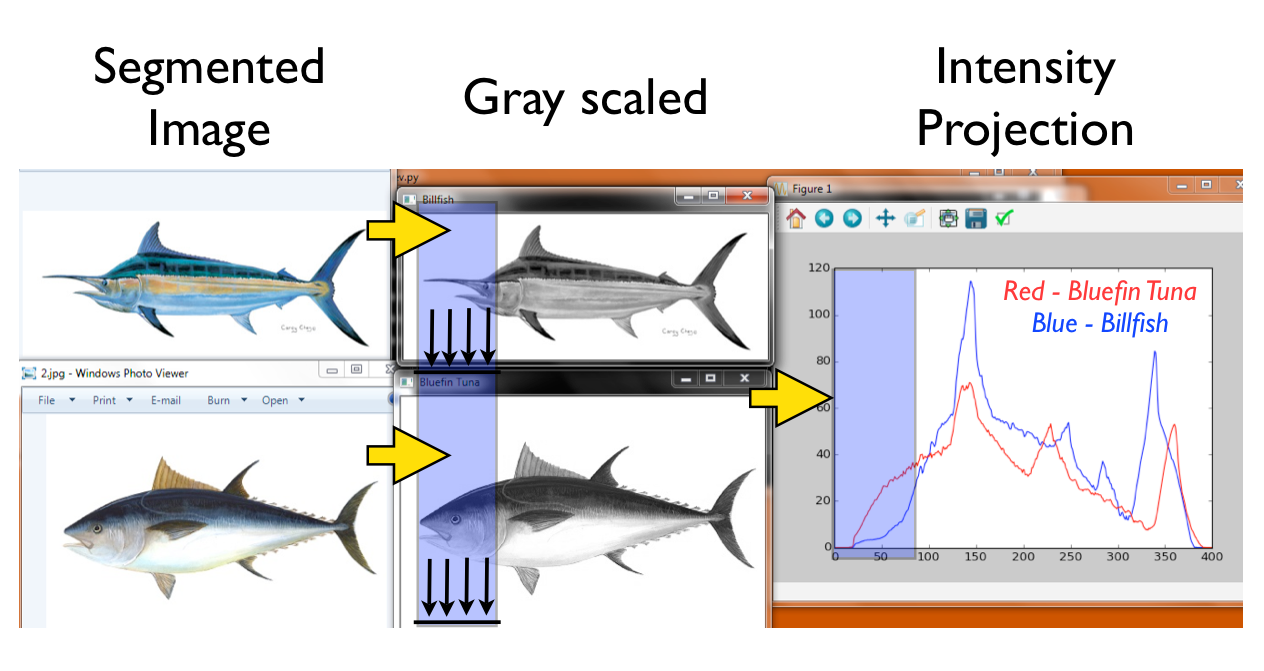 Segmented
Image
Gray scaled
Intensity
Projection
v.py
Billfish
Figure 1
2.jpg - Windows Photo Viewer
File Print E-mail Burn Open
Bluefin Tuna
Red - Bluefin Tuna
Blue - Billfish
120
100
80
60
40
20
0
0 50 100 150 200 250 300 350 400